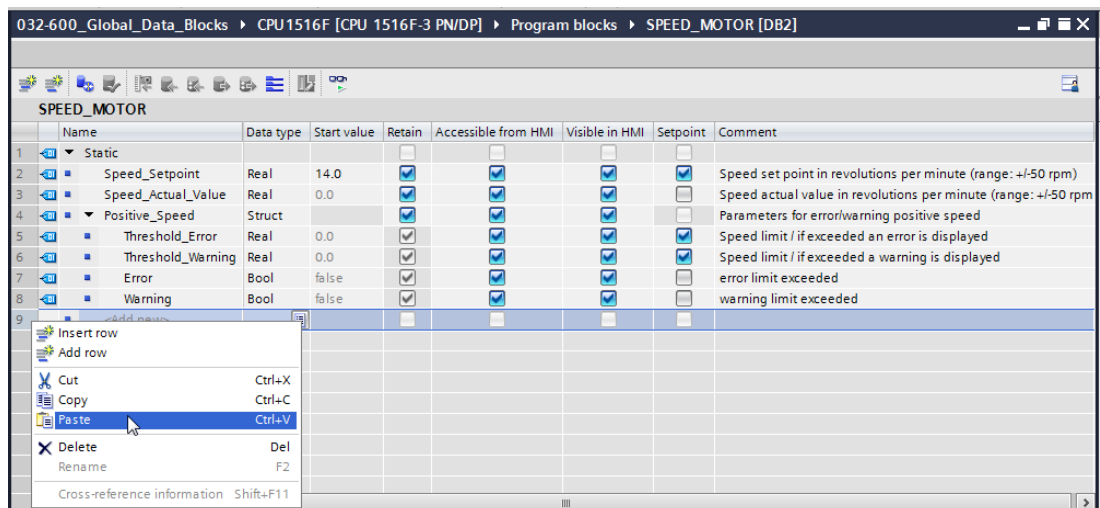 032-600_Global_Data_Blocks ▸ CPU1516F [CPU 1516F-3 PN/DP] ▸ Program blocks ▸ SPEED_MOTOR [DB2]
SPEED_MOTOR
Name Data type Start value Retain Accessible from HMI Visible in HMI Setpoint Comment
1 Static
2 Speed_Setpoint Real 14.0 Speed set point in revolutions per minute (range: +/-50 rpm)
3 Speed_Actual_Value Real 0.0 Speed actual value in revolutions per minute (range: +/-50 rpm
4 Positive_Speed Struct Parameters for error/warning positive speed
5 Threshold_Error Real 0.0 Speed limit / if exceeded an error is displayed
6 Threshold_Warning Real 0.0 Speed limit / if exceeded a warning is displayed
7 Error Bool false error limit exceeded
8 Warning Bool false warning limit exceeded
9 <Add new>
Insert row
Add row
Cut Ctrl+X
Copy Ctrl+C
Paste Ctrl+V
Delete Del
Rename F2
Cross-reference information Shift+F11